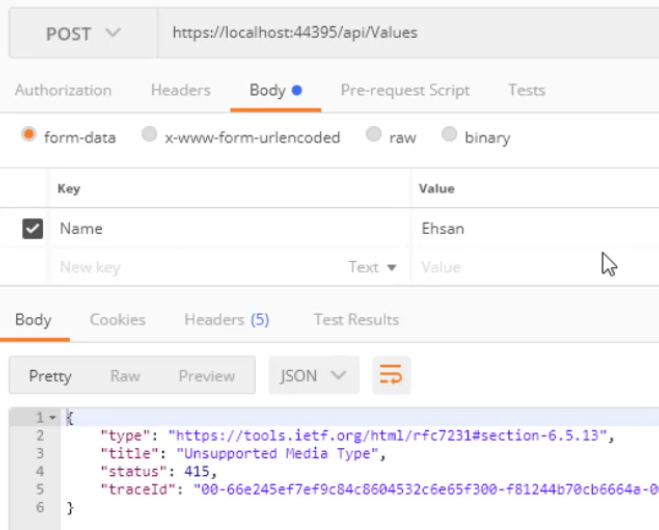 POST https://localhost:44395/api/Values
Authorization Headers Body Pre-request Script Tests
form-data x-www-form-urlencoded raw binary
Key Value
Name Ehsan
New key Text Value
Body Cookies Headers (5) Test Results
Pretty Raw Preview JSON
1 {
2 "type": "https://tools.ietf.org/html/rfc7231#section-6.5.13",
3 "title": "Unsupported Media Type",
4 "status": 415,
5 "traceId": "00-66e245ef7ef9c84c8604532c6e65f300-f81244b70cb6664a-0
6 }